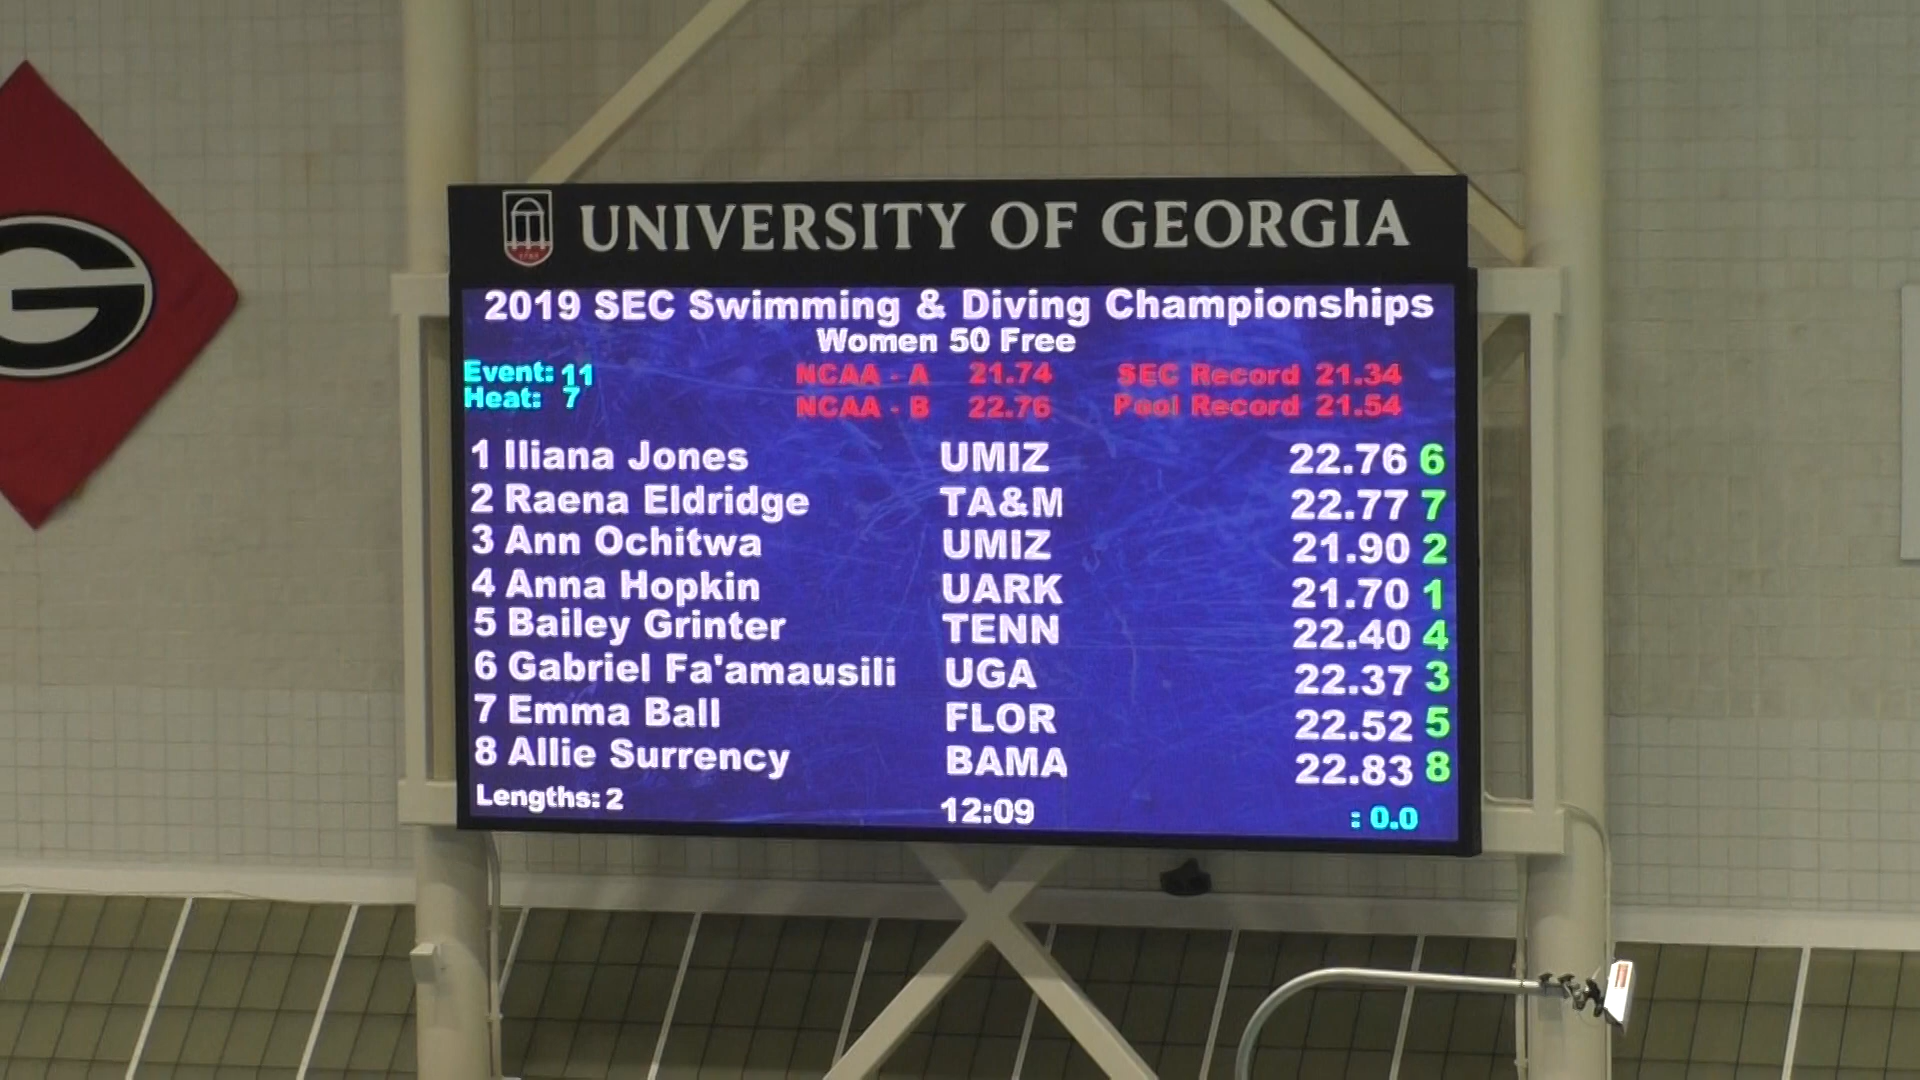 UNIVERSITY OF GEORGIA
1785
G
2019 SEC Swimming & Diving Championships
Women 50 Free
Event: 11 NCAA - A 21.74 SEC Record 21.34
Heat: 7 NCAA - B 22.76 Pool Record 21.54
1 Iliana Jones UMIZ 22.76 6
2 Raena Eldridge TA&M 22.77 7
3 Ann Ochitwa UMIZ 21.90 2
4 Anna Hopkin UARK 21.70 1
5 Bailey Grinter TENN 22.40 4
6 Gabriel Fa'amausili UGA 22.37 3
7 Emma Ball FLOR 22.52 5
8 Allie Surrency BAMA 22.83 8
Lengths: 2 12:09 : 0.0